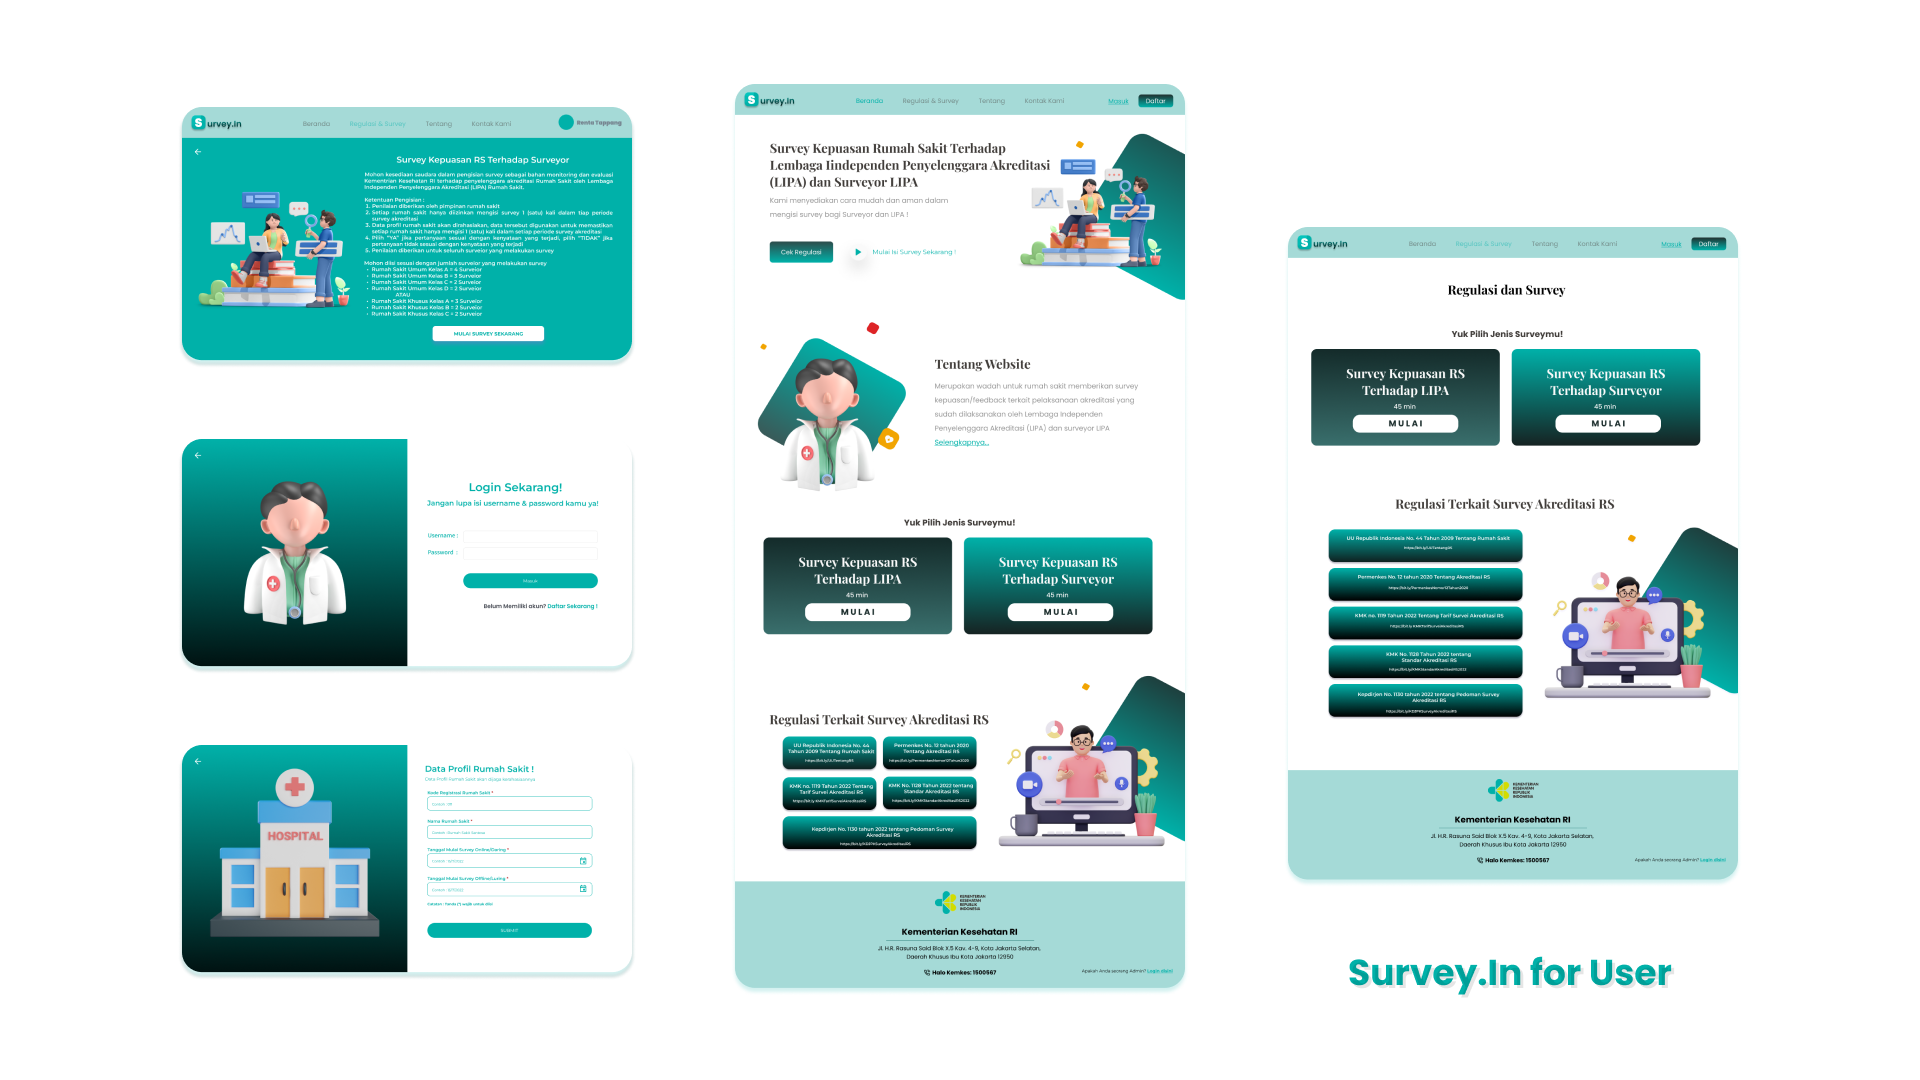 Survey.in
Beranda
Regulasi & Survey
Tentang
Kontak Kami
Renta Tappang
Survey Kepuasan RS Terhadap Surveyor
Mohon kesediaan saudara dalam pengisian survey sebagai bahan monitoring dan evaluasi
Kementrian Kesehatan RI terhadap penyelenggara akreditasi Rumah Sakit oleh Lembaga
Independen Penyelenggara Akreditasi (LIPA) Rumah Sakit.
Ketentuan Pengisian :
1. Penilaian diberikan oleh pimpinan rumah sakit
2. Setiap rumah sakit hanya diizinkan mengisi survey 1 (satu) kali dalam tiap periode
survey akreditasi
3. Data profil rumah sakit akan dirahasiakan, data tersebut digunakan untuk memastikan
setiap rumah sakit hanya mengisi 1 (satu) kali dalam setiap periode survey akreditasi
4. Pilih "YA" jika pertanyaan sesuai dengan kenyataan yang terjadi, pilih "TIDAK" jika
pertanyaan tidak sesuai dengan kenyataan yang terjadi
5. Penilaian diberikan untuk seluruh surveior yang melakukan survey
Mohon diisi sesuai dengan jumlah surveior yang melakukan survey
• Rumah Sakit Umum Kelas A = 4 Surveior
• Rumah Sakit Umum Kelas B = 3 Surveior
• Rumah Sakit Umum Kelas C = 2 Surveior
• Rumah Sakit Umum Kelas D = 2 Surveior
ATAU
• Rumah Sakit Khusus Kelas A = 3 Surveior
• Rumah Sakit Khusus Kelas B = 2 Surveior
• Rumah Sakit Khusus Kelas C = 2 Surveior
MULAI SURVEY SEKARANG
Login Sekarang!
Jangan lupa isi username & password kamu ya!
Username :
Password :
Masuk
Belum Memiliki akun? Daftar Sekarang !
HOSPITAL
Data Profil Rumah Sakit !
Kode Registrasi Rumah Sakit *
Nama Rumah Sakit *
Tanggal Mulai Survey Online/Daring *
Tanggal Mulai Survey Offline/Luring *
Catatan : Tanda (*) wajib untuk diisi
SUBMIT
Survey.in
Beranda
Regulasi & Survey
Tentang
Kontak Kami
Masuk
Daftar
Survey Kepuasan Rumah Sakit Terhadap
Lembaga Iindependen Penyelenggara Akreditasi
(LIPA) dan Surveyor LIPA
Kami menyediakan cara mudah dan aman dalam
mengisi survey bagi Surveyor dan LIPA !
Cek Regulasi
Mulai Isi Survey Sekarang !
Tentang Website
Merupakan wadah untuk rumah sakit memberikan survey
kepuasan/feedback terkait pelaksanaan akreditasi yang
sudah dilaksanakan oleh Lembaga Independen
Penyelenggara Akreditasi (LIPA) dan surveyor LIPA
Selengkapnya...
Yuk Pilih Jenis Surveymu!
Survey Kepuasan RS
Terhadap LIPA
45 min
MULAI
Survey Kepuasan RS
Terhadap Surveyor
45 min
MULAI
Regulasi Terkait Survey Akreditasi RS
UU Republik Indonesia No. 44
Tahun 2009 Tentang Rumah Sakit
Permenkes No. 12 tahun 2020
Tentang Akreditasi RS
KMK no. 1119 Tahun 2022 Tentang
Tarif Survei Akreditasi RS
KMK No. 1128 Tahun 2022 tentang
Standar Akreditasi RS
Kepdirjen No. 1130 tahun 2022 tentang Pedoman Survey
Akreditasi RS
KEMENTERIAN
KESEHATAN
REPUBLIK
INDONESIA
Kementerian Kesehatan RI
Jl. H.R. Rasuna Said Blok X.5 Kav. 4-9, Kota Jakarta Selatan,
Daerah Khusus Ibu Kota Jakarta 12950
Halo Kemkes: 1500567
Apakah Anda seorang Admin? Login disini
Survey.in
Beranda
Regulasi & Survey
Tentang
Kontak Kami
Masuk
Daftar
Regulasi dan Survey
Yuk Pilih Jenis Surveymu!
Survey Kepuasan RS
Terhadap LIPA
45 min
MULAI
Survey Kepuasan RS
Terhadap Surveyor
45 min
MULAI
Regulasi Terkait Survey Akreditasi RS
UU Republik Indonesia No. 44 Tahun 2009 Tentang Rumah Sakit
Permenkes No. 12 tahun 2020 Tentang Akreditasi RS
KMK no. 1119 Tahun 2022 Tentang Tarif Survei Akreditasi RS
KMK No. 1128 Tahun 2022 tentang
Standar Akreditasi RS
Kepdirjen No. 1130 tahun 2022 tentang Pedoman Survey
Akreditasi RS
KEMENTERIAN
KESEHATAN
REPUBLIK
INDONESIA
Kementerian Kesehatan RI
Jl. H.R. Rasuna Said Blok X.5 Kav. 4-9, Kota Jakarta Selatan,
Daerah Khusus Ibu Kota Jakarta 12950
Halo Kemkes: 1500567
Apakah Anda seorang Admin? Login disini
Survey.In for User